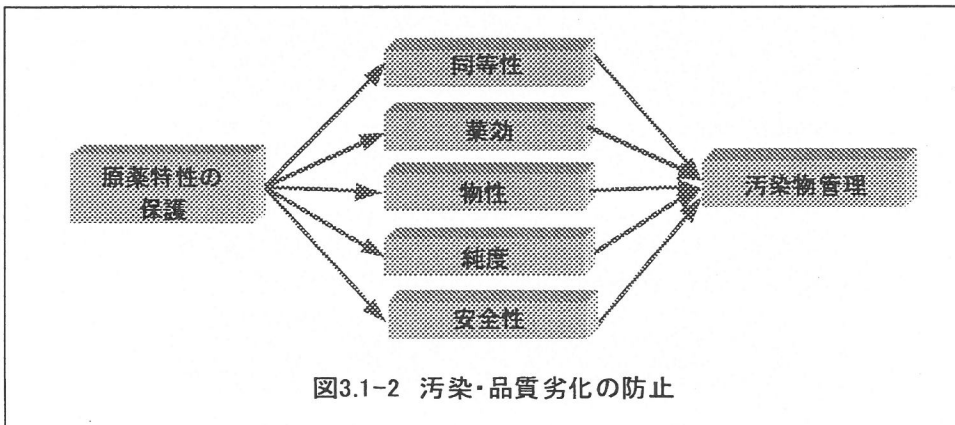 同等性
薬効
原薬特性の
保護
物性
汚染物管理
純度
安全性
図3.1-2 汚染・品質劣化の防止